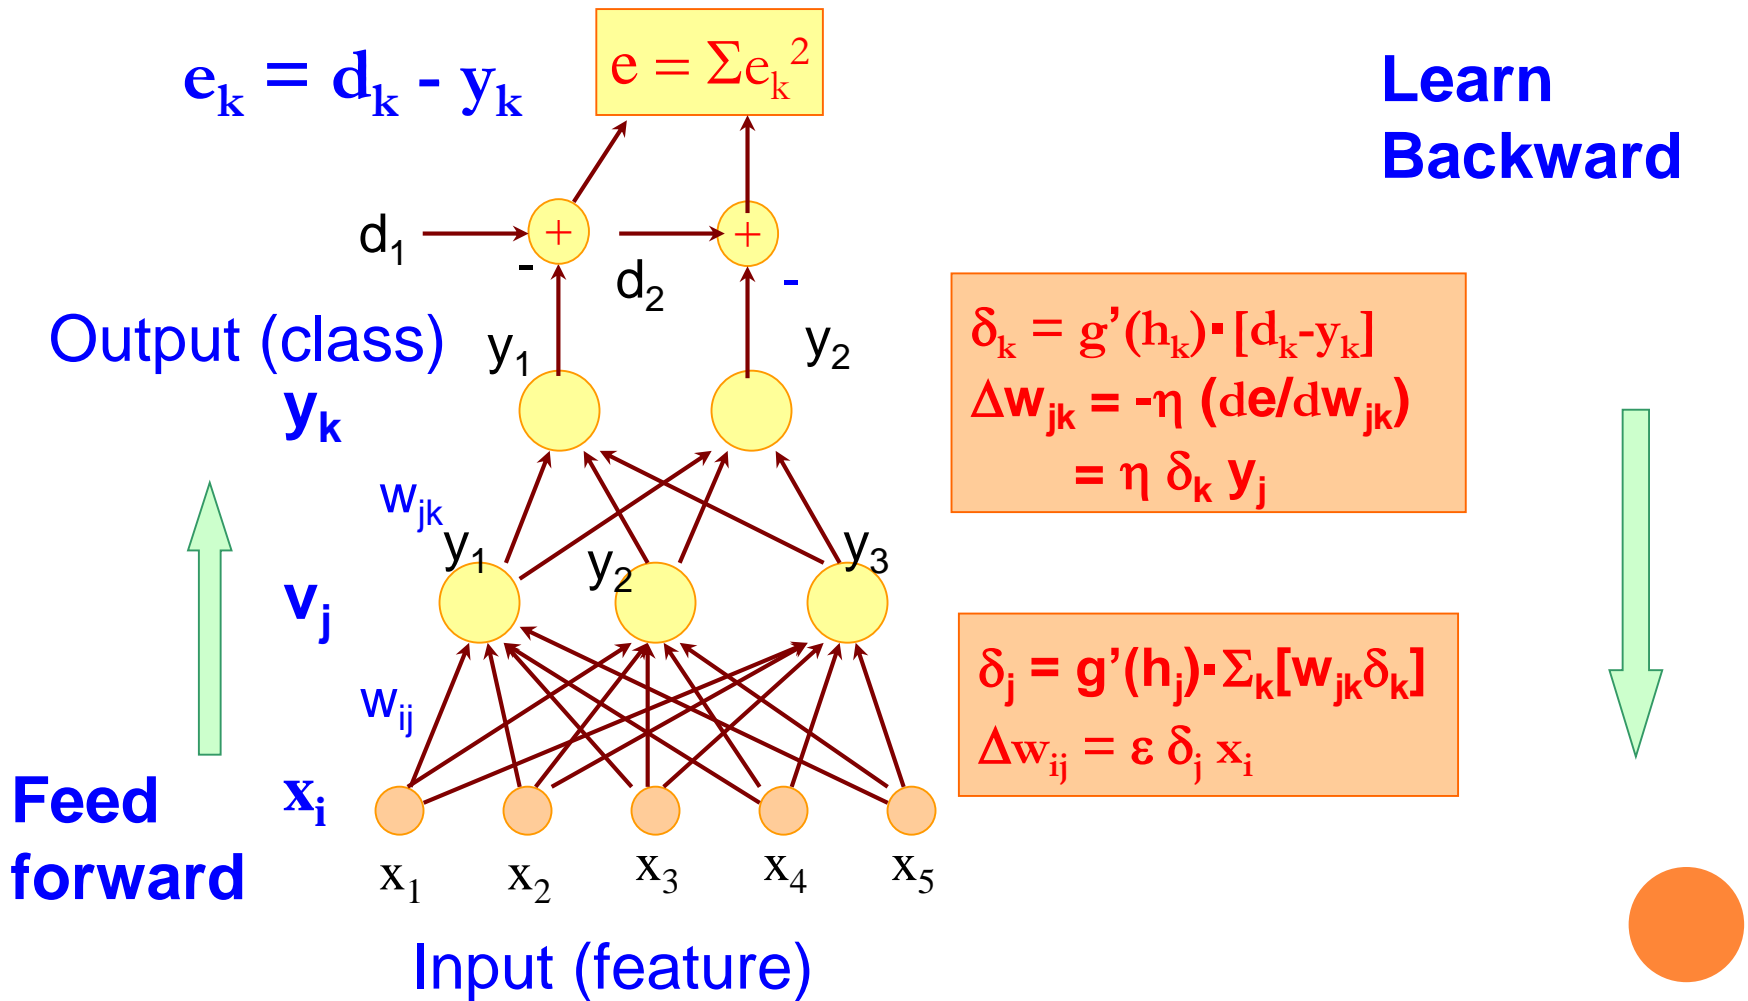 eₖ = dₖ - yₖ
e = Σeₖ²
Learn
Backward
d₁
+
-
d₂
+
-
Output (class)
y₁
y₂
yₖ
δₖ = g’(hₖ)·[dₖ-yₖ]
Δwⱼₖ = -η (de/dwⱼₖ)
= η δₖ yⱼ
wⱼₖ
y₁
y₂
y₃
vⱼ
δⱼ = g’(hⱼ)·Σₖ[wⱼₖδₖ]
Δwᵢⱼ = ε δⱼ xᵢ
wᵢⱼ
Feed
forward
xᵢ
x₁ x₂ x₃ x₄ x₅
Input (feature)